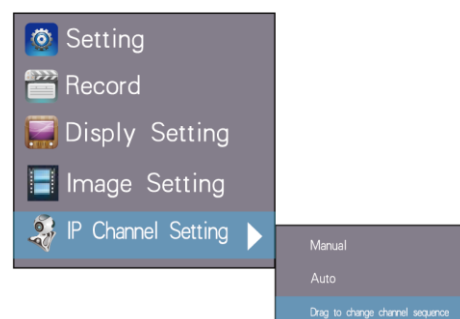 Setting
Record
Disply Setting
Image Setting
IP Channel Setting
Manual
Auto
Drag to change channel sequence